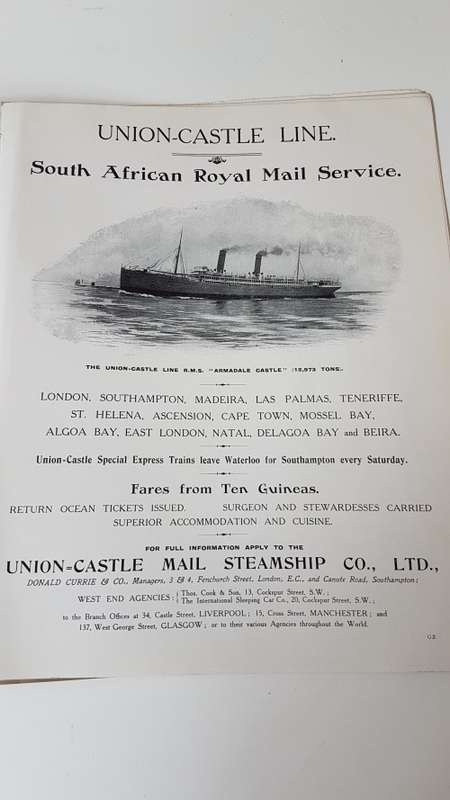 UNION-CASTLE LINE.
South African Royal Mail Service.
THE UNION-CASTLE LINE R.M.S. "ARMADALE CASTLE" (12,973 TONS).
LONDON, SOUTHAMPTON, MADEIRA, LAS PALMAS, TENERIFFE,
ST. HELENA, ASCENSION, CAPE TOWN, MOSSEL BAY,
ALGOA BAY, EAST LONDON, NATAL, DELAGOA BAY and BEIRA.
Union-Castle Special Express Trains leave Waterloo for Southampton every Saturday.
Fares from Ten Guineas.
RETURN OCEAN TICKETS ISSUED. SURGEON AND STEWARDESSES CARRIED
SUPERIOR ACCOMMODATION AND CUISINE.
FOR FULL INFORMATION APPLY TO THE
UNION=CASTLE MAIL STEAMSHIP CO., LTD.,
DONALD CURRIE & CO., Managers, 3 & 4, Fenchurch Street, London, E.C., and Canute Road, Southampton;
WEST END AGENCIES: { Thos. Cook & Son, 13, Cockspur Street, S.W.;
The International Sleeping Car Co., 20, Cockspur Street, S.W.;
to the Branch Offices at 34, Castle Street, LIVERPOOL; 15, Cross Street, MANCHESTER; and
137, West George Street, GLASGOW; or to their various Agencies throughout the World.